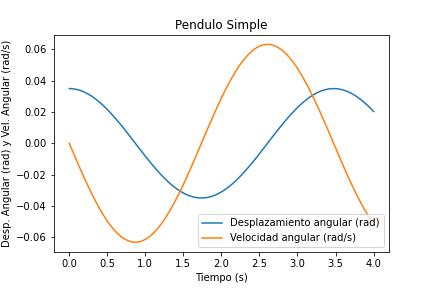 Pendulo Simple
Desp. Angular (rad) y Vel. Angular (rad/s)
0.06
0.04
0.02
0.00
−0.02
−0.04
−0.06
Desplazamiento angular (rad)
Velocidad angular (rad/s)
0.0 0.5 1.0 1.5 2.0 2.5 3.0 3.5 4.0
Tiempo (s)